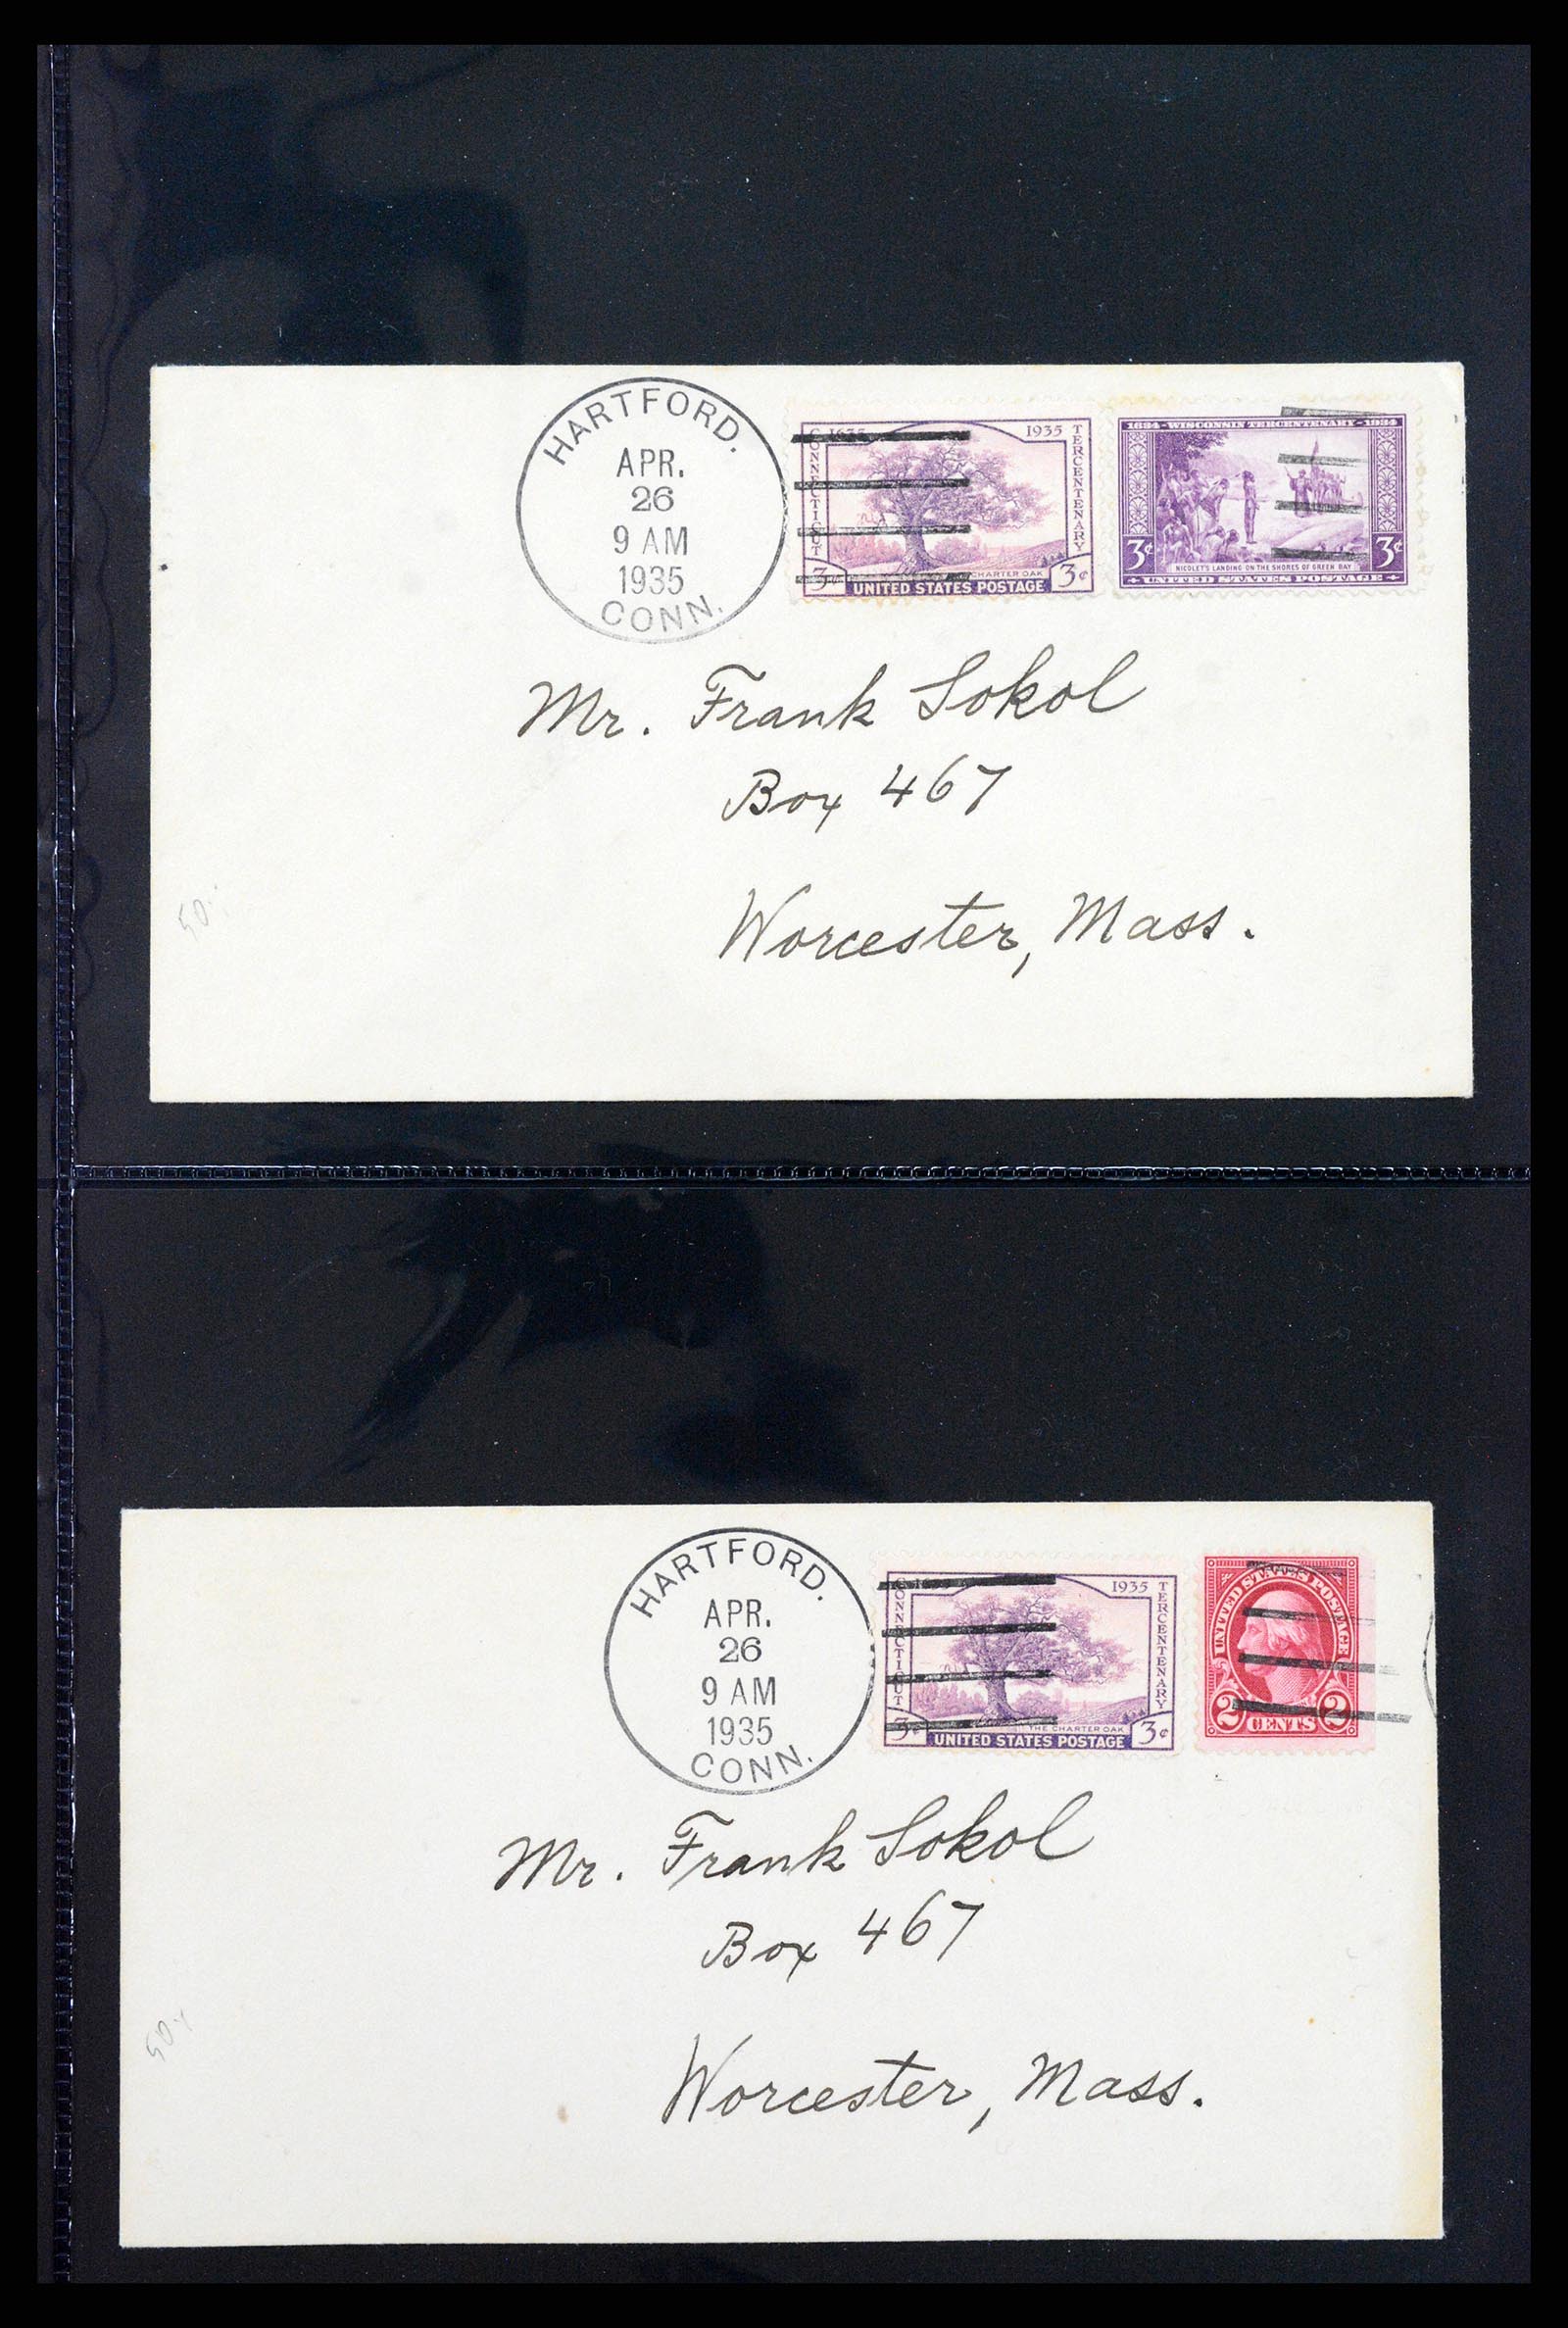 HARTFORD.
APR.
26
9 AM
1935
CONN.
1635 1935
CONNECTICUT
TERCENTENARY
CHARTER OAK
3¢ 3¢
UNITED STATES POSTAGE
1634-WISCONSIN TERCENTENARY-1934
3¢ 3¢
NICOLET'S LANDING ON THE SHORES OF GREEN BAY
UNITED STATES POSTAGE
Mr. Frank Sokol
Box 467
Worcester, Mass.
50.-
HARTFORD.
APR.
26
9 AM
1935
CONN.
1935
CONNECTICUT
TERCENTENARY
THE CHARTER OAK
3¢ 3¢
UNITED STATES POSTAGE
UNITED STATES POSTAGE
2 CENTS 2
Mr. Frank Sokol
Box 467
Worcester, Mass.
50.-